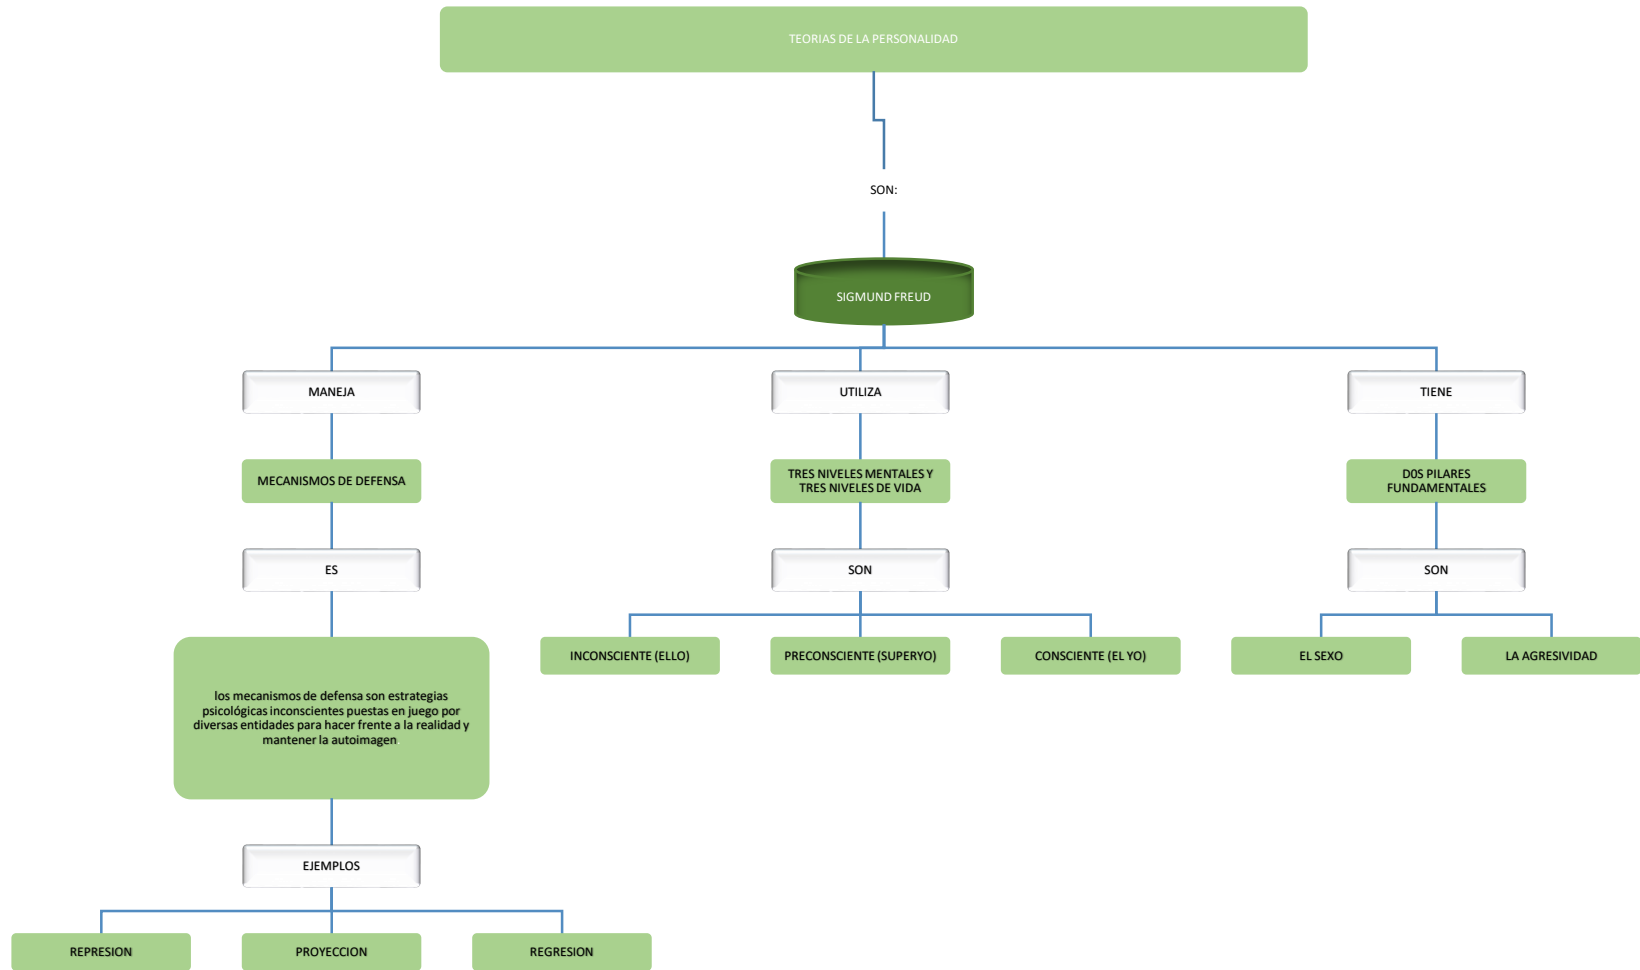 TEORIAS DE LA PERSONALIDAD
SON:
SIGMUND FREUD
MANEJA
UTILIZA
TIENE
MECANISMOS DE DEFENSA
TRES NIVELES MENTALES Y
TRES NIVELES DE VIDA
D0S PILARES
FUNDAMENTALES
ES
SON
SON
INCONSCIENTE (ELLO)
PRECONSCIENTE (SUPERYO)
CONSCIENTE (EL YO)
EL SEXO
LA AGRESIVIDAD
los mecanismos de defensa son estrategias
psicológicas inconscientes puestas en juego por
diversas entidades para hacer frente a la realidad y
mantener la autoimagen.
EJEMPLOS
REPRESION
PROYECCION
REGRESION